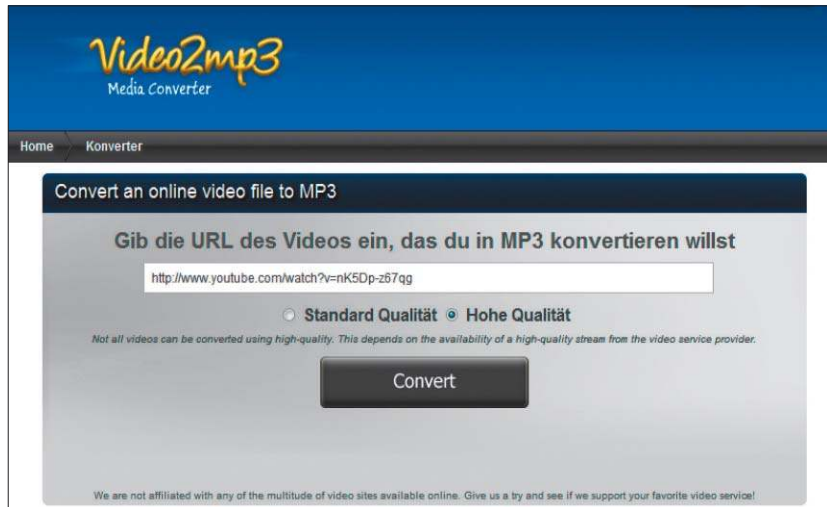 Video2mp3
Media Converter
Home Konverter
Convert an online video file to MP3
Gib die URL des Videos ein, das du in MP3 konvertieren willst
http://www.youtube.com/watch?v=nK5Dp-z67qg
Standard Qualität Hohe Qualität
Not all videos can be converted using high-quality. This depends on the availability of a high-quality stream from the video service provider.
Convert
We are not affiliated with any of the multitude of video sites available online. Give us a try and see if we support your favorite video service!